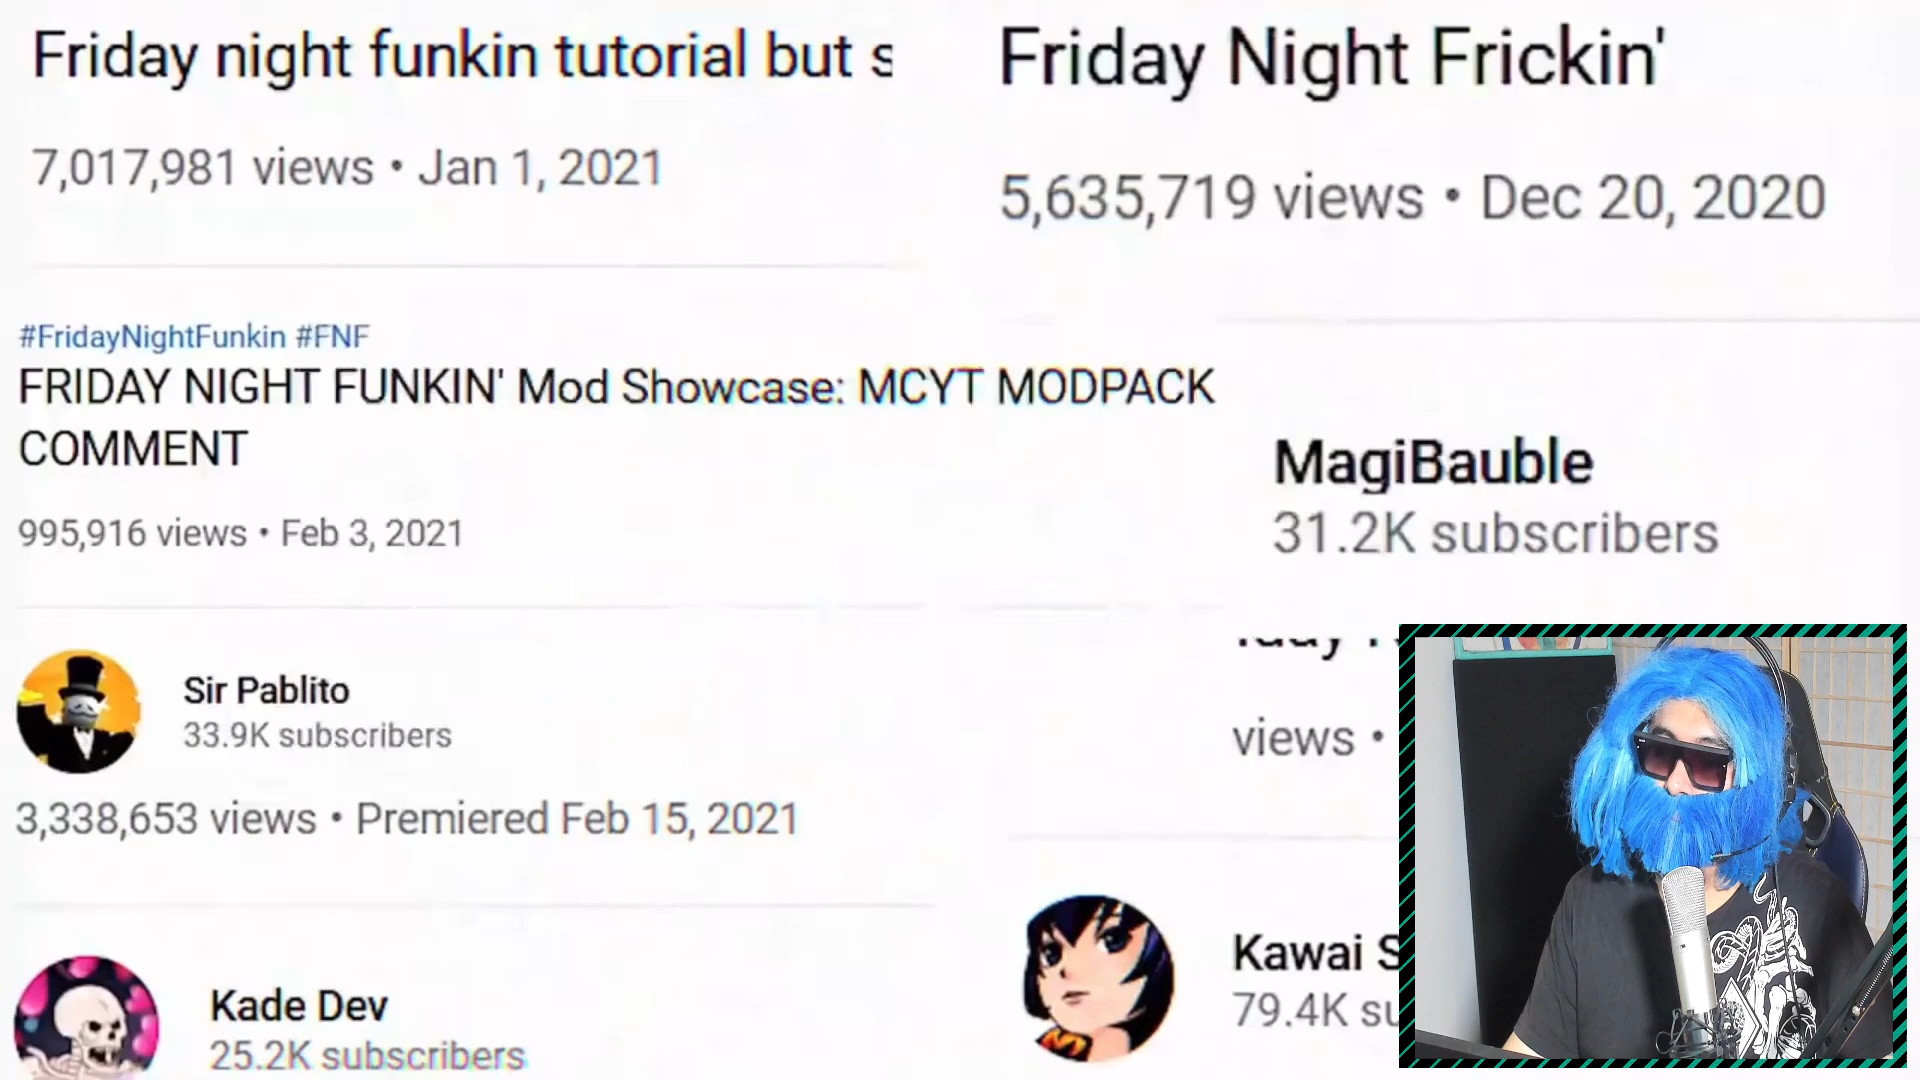 Friday night funkin tutorial but s
7,017,981 views • Jan 1, 2021
Friday Night Frickin'
5,635,719 views • Dec 20, 2020
#FridayNightFunkin #FNF
FRIDAY NIGHT FUNKIN' Mod Showcase: MCYT MODPACK
COMMENT
995,916 views • Feb 3, 2021
MagiBauble
31.2K subscribers
Sir Pablito
33.9K subscribers
3,338,653 views • Premiered Feb 15, 2021
views •
Kade Dev
25.2K subscribers
Kawai S
79.4K su